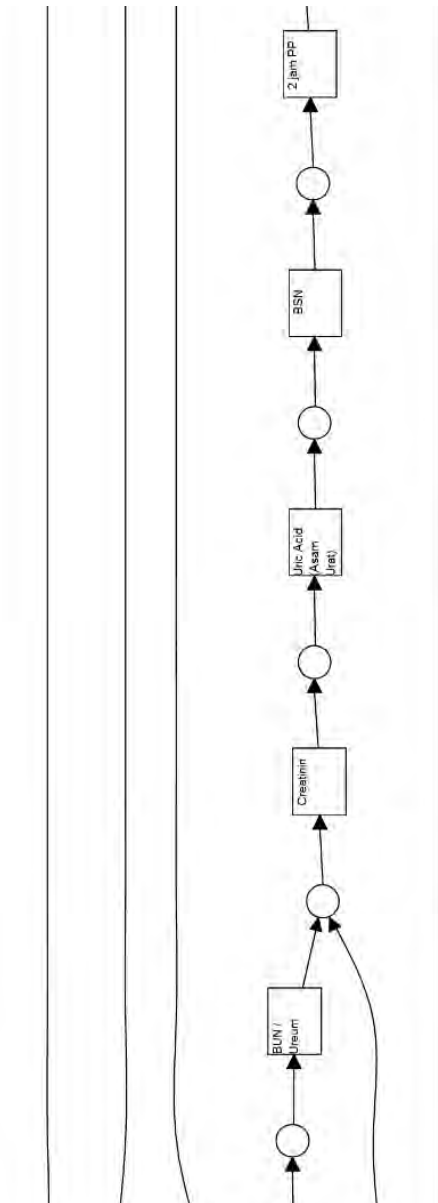 2 jam PP
BSN
Uric Acid
(Asam
Urat)
Creatinin
BUN /
Ureum